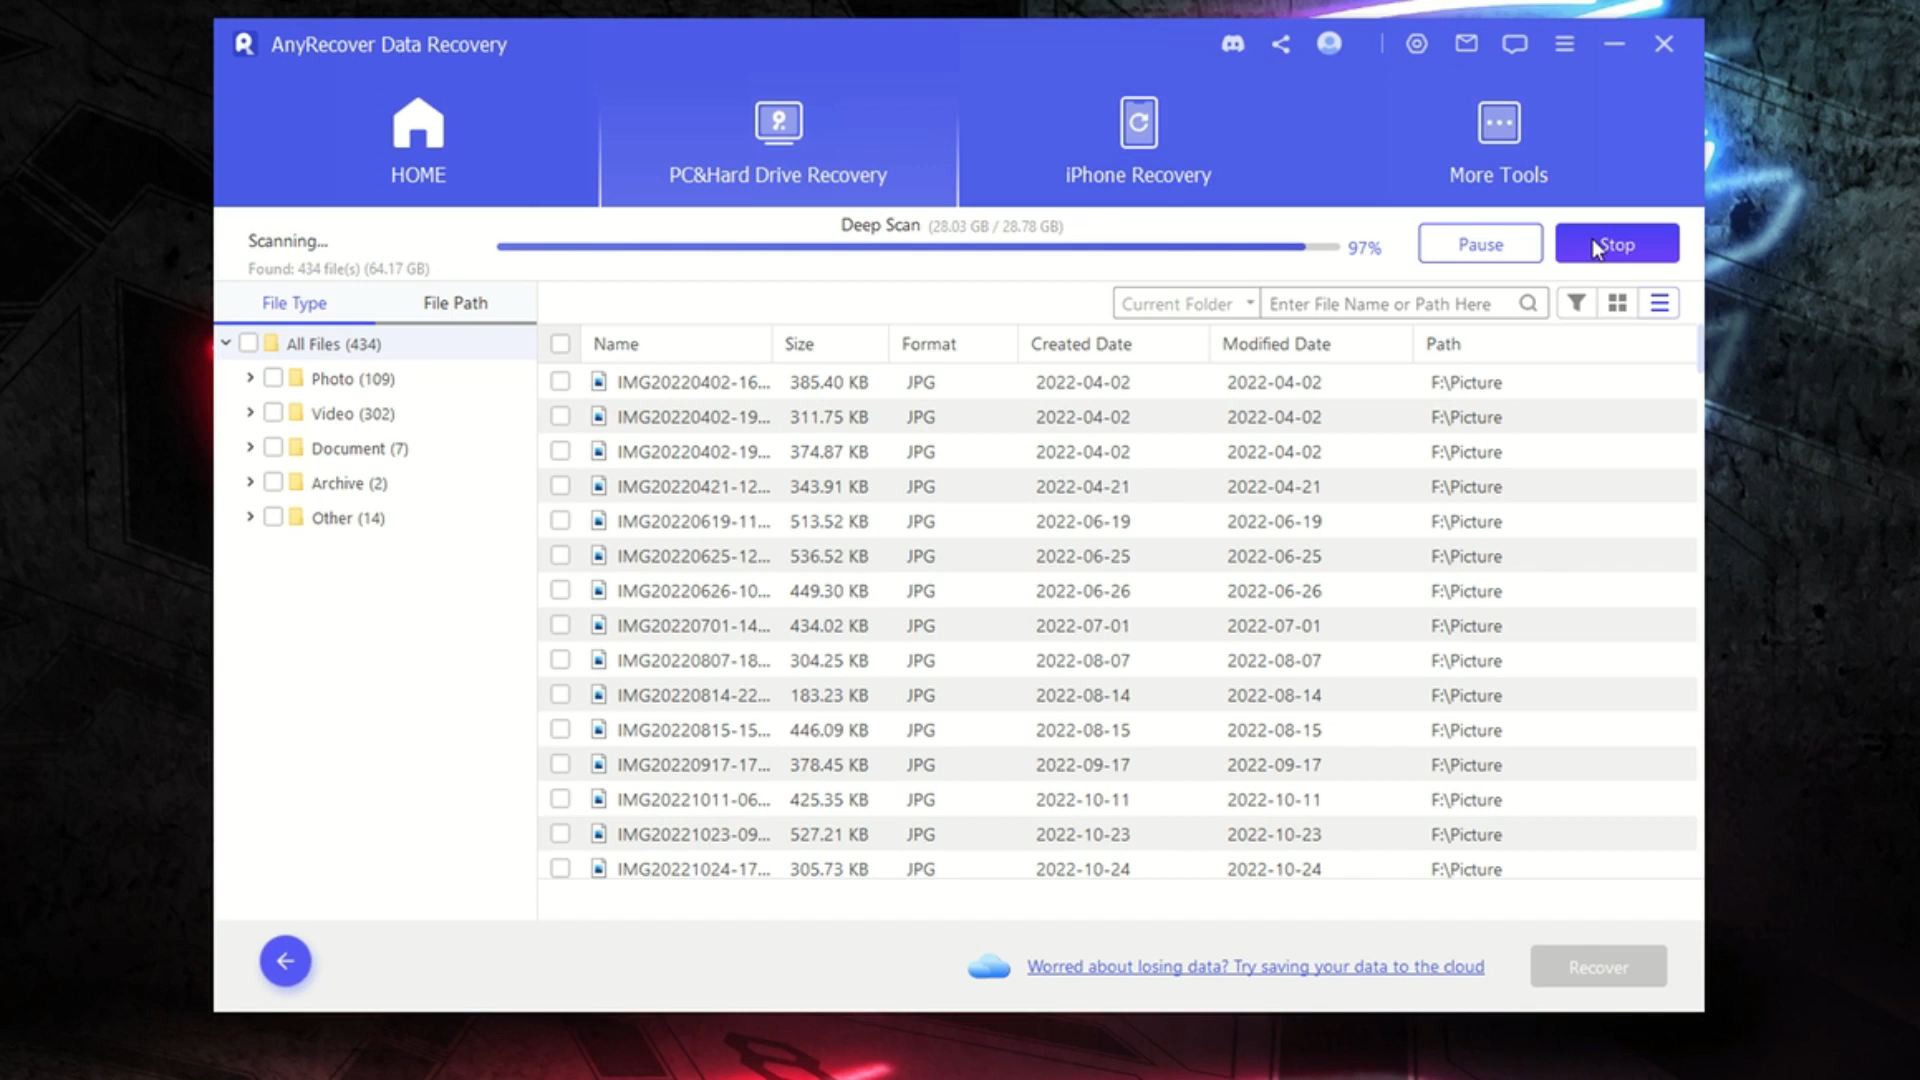 AnyRecover Data Recovery
HOME
PC&Hard Drive Recovery
iPhone Recovery
More Tools
Scanning...
Found: 434 file(s) (64.17 GB)
Deep Scan (28.03 GB / 28.78 GB)
97%
Pause
Stop
File Type
File Path
Current Folder
Enter File Name or Path Here
All Files (434)
Photo (109)
Video (302)
Document (7)
Archive (2)
Other (14)
Name Size Format Created Date Modified Date Path
IMG20220402-16... 385.40 KB JPG 2022-04-02 2022-04-02 F:\Picture
IMG20220402-19... 311.75 KB JPG 2022-04-02 2022-04-02 F:\Picture
IMG20220402-19... 374.87 KB JPG 2022-04-02 2022-04-02 F:\Picture
IMG20220421-12... 343.91 KB JPG 2022-04-21 2022-04-21 F:\Picture
IMG20220619-11... 513.52 KB JPG 2022-06-19 2022-06-19 F:\Picture
IMG20220625-12... 536.52 KB JPG 2022-06-25 2022-06-25 F:\Picture
IMG20220626-10... 449.30 KB JPG 2022-06-26 2022-06-26 F:\Picture
IMG20220701-14... 434.02 KB JPG 2022-07-01 2022-07-01 F:\Picture
IMG20220807-18... 304.25 KB JPG 2022-08-07 2022-08-07 F:\Picture
IMG20220814-22... 183.23 KB JPG 2022-08-14 2022-08-14 F:\Picture
IMG20220815-15... 446.09 KB JPG 2022-08-15 2022-08-15 F:\Picture
IMG20220917-17... 378.45 KB JPG 2022-09-17 2022-09-17 F:\Picture
IMG20221011-06... 425.35 KB JPG 2022-10-11 2022-10-11 F:\Picture
IMG20221023-09... 527.21 KB JPG 2022-10-23 2022-10-23 F:\Picture
IMG20221024-17... 305.73 KB JPG 2022-10-24 2022-10-24 F:\Picture
Worred about losing data? Try saving your data to the cloud
Recover